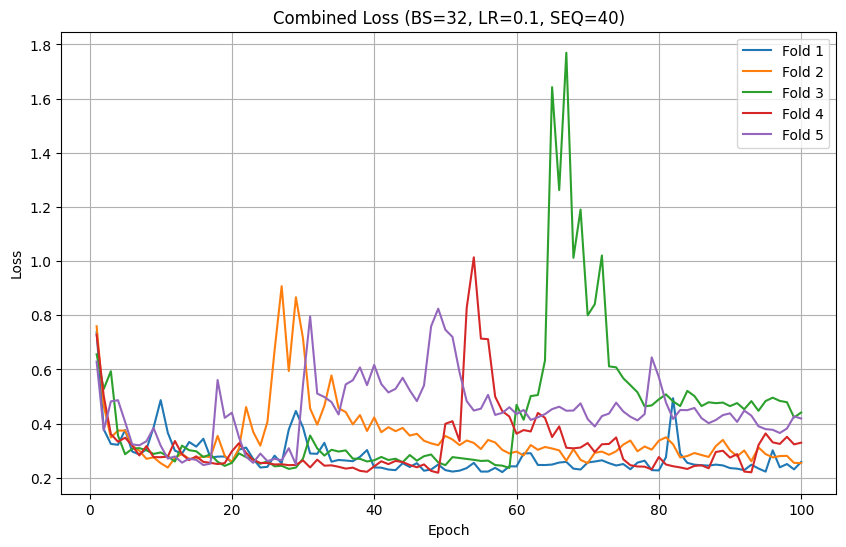 Combined Loss (BS=32, LR=0.1, SEQ=40)
Loss
1.8
1.6
1.4
1.2
1.0
0.8
0.6
0.4
0.2
Fold 1
Fold 2
Fold 3
Fold 4
Fold 5
0 20 40 60 80 100
Epoch